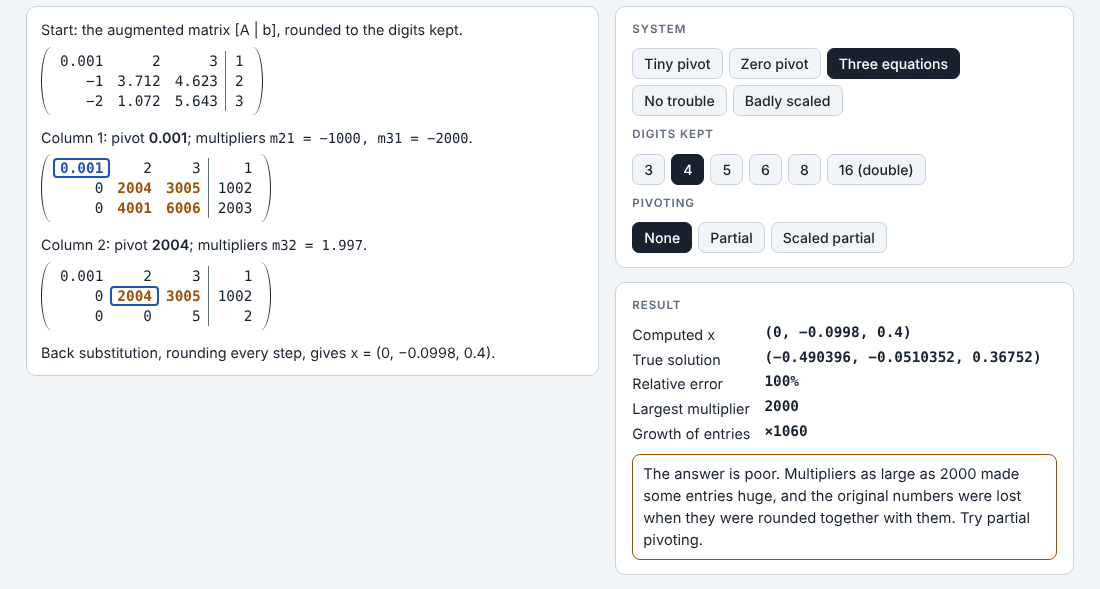 Start: the augmented matrix [A | b], rounded to the digits kept.
0.001 2 3 1
−1 3.712 4.623 2
−2 1.072 5.643 3
Column 1: pivot 0.001; multipliers m21 = −1000, m31 = −2000.
0.001 2 3 1
0 2004 3005 1002
0 4001 6006 2003
Column 2: pivot 2004; multipliers m32 = 1.997.
0.001 2 3 1
0 2004 3005 1002
0 0 5 2
Back substitution, rounding every step, gives x = (0, −0.0998, 0.4).
SYSTEM
Tiny pivot Zero pivot Three equations
No trouble Badly scaled
DIGITS KEPT
3 4 5 6 8 16 (double)
PIVOTING
None Partial Scaled partial
RESULT
Computed x (0, −0.0998, 0.4)
True solution (−0.490396, −0.0510352, 0.36752)
Relative error 100%
Largest multiplier 2000
Growth of entries ×1060
The answer is poor. Multipliers as large as 2000 made
some entries huge, and the original numbers were lost
when they were rounded together with them. Try partial
pivoting.